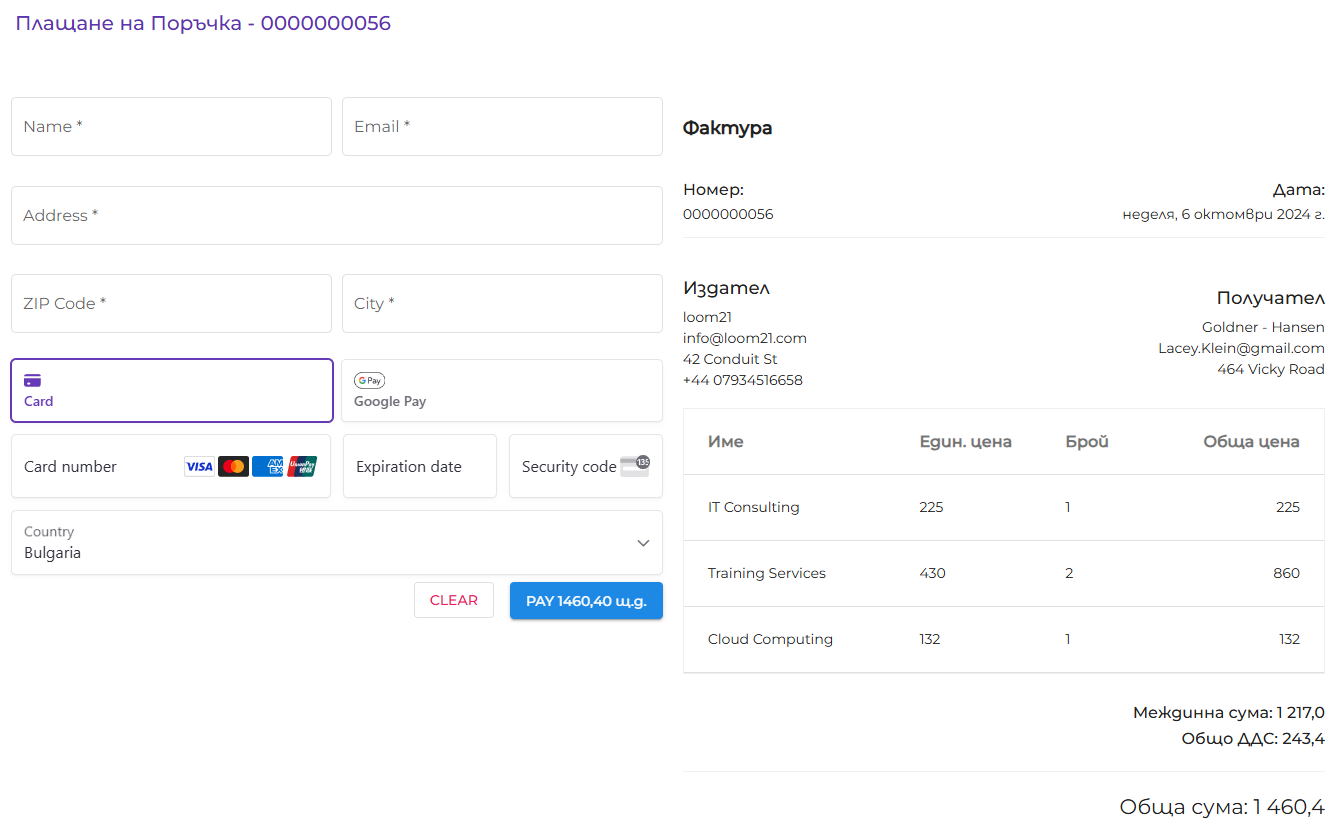 Плащане на Поръчка - 0000000056
Name *
Email *
Address *
ZIP Code *
City *
Card
G Pay
Google Pay
Card number
VISA
AM EX
UnionPay 银联
Expiration date
Security code
135
Country
Bulgaria
CLEAR
PAY 1460,40 щ.д.
Фактура
Номер:
Дата:
0000000056
неделя, 6 октомври 2024 г.
Издател
loom21
info@loom21.com
42 Conduit St
+44 07934516658
Получател
Goldner - Hansen
Lacey.Klein@gmail.com
464 Vicky Road
Име Един. цена Брой Обща цена
IT Consulting 225 1 225
Training Services 430 2 860
Cloud Computing 132 1 132
Междинна сума: 1 217,0
Общо ДДС: 243,4
Обща сума: 1 460,4